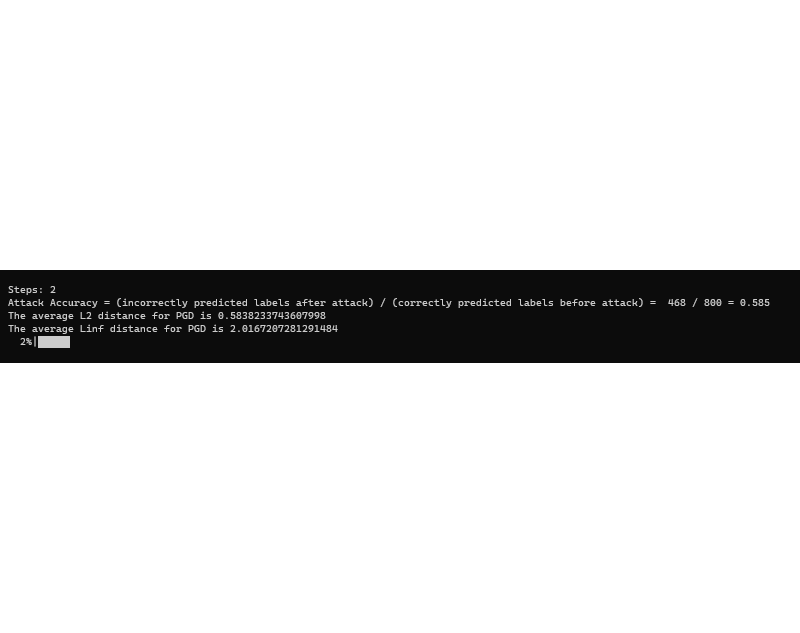 Steps: 2
Attack Accuracy = (incorrectly predicted labels after attack) / (correctly predicted labels before attack) =  468 / 800 = 0.585
The average L2 distance for PGD is 0.5838233743607998
The average Linf distance for PGD is 2.0167207281291484
2%|